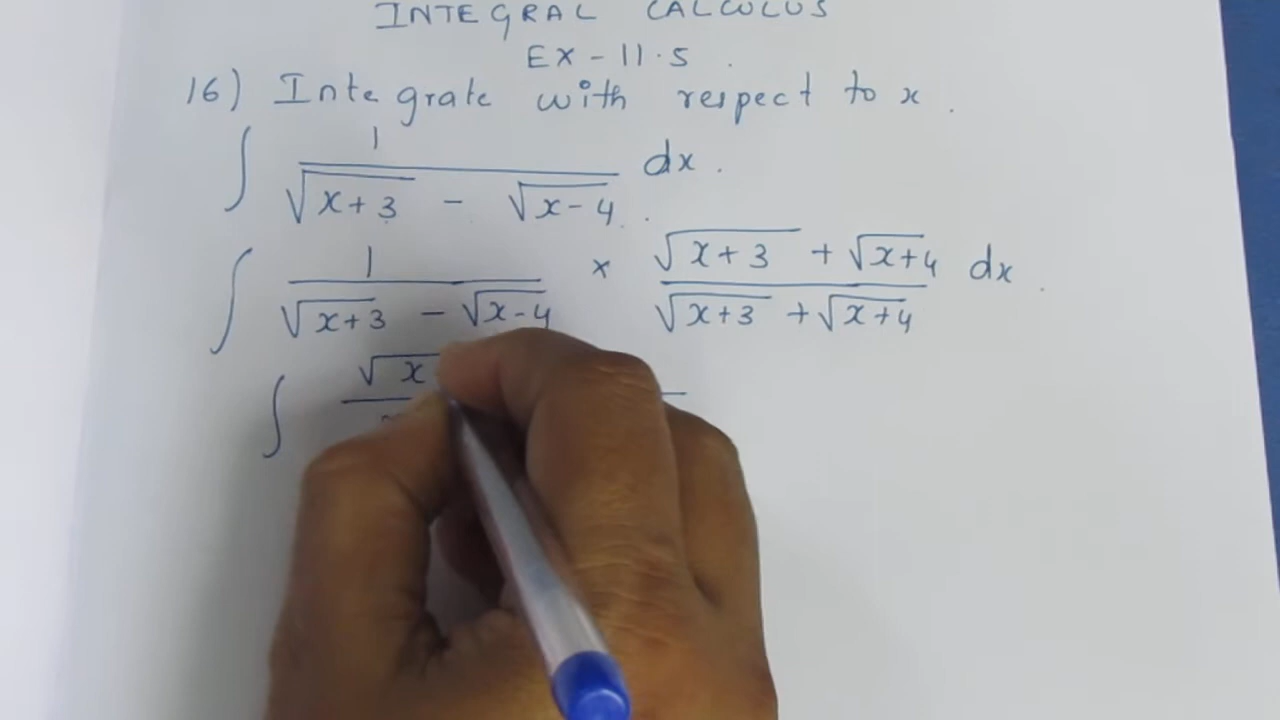 INTEGRAL CALCULUS
EX-11.5
16) Integrate with respect to x.
∫ 1/(√(x+3) - √(x-4)) dx.
∫ 1/(√(x+3) - √(x-4)) × (√(x+3) + √(x+4))/(√(x+3) + √(x+4)) dx.
∫ √x